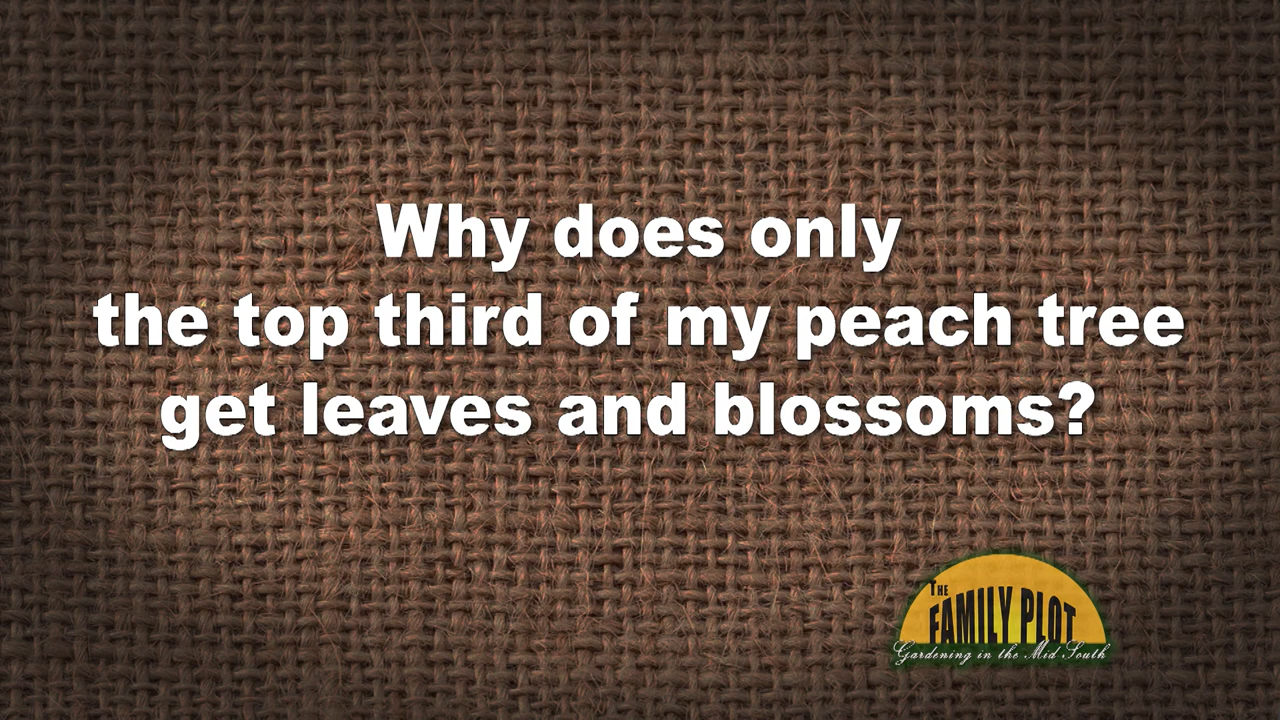 Why does only
the top third of my peach tree
get leaves and blossoms?
THE
FAMILY PLOT
Gardening in the Mid South